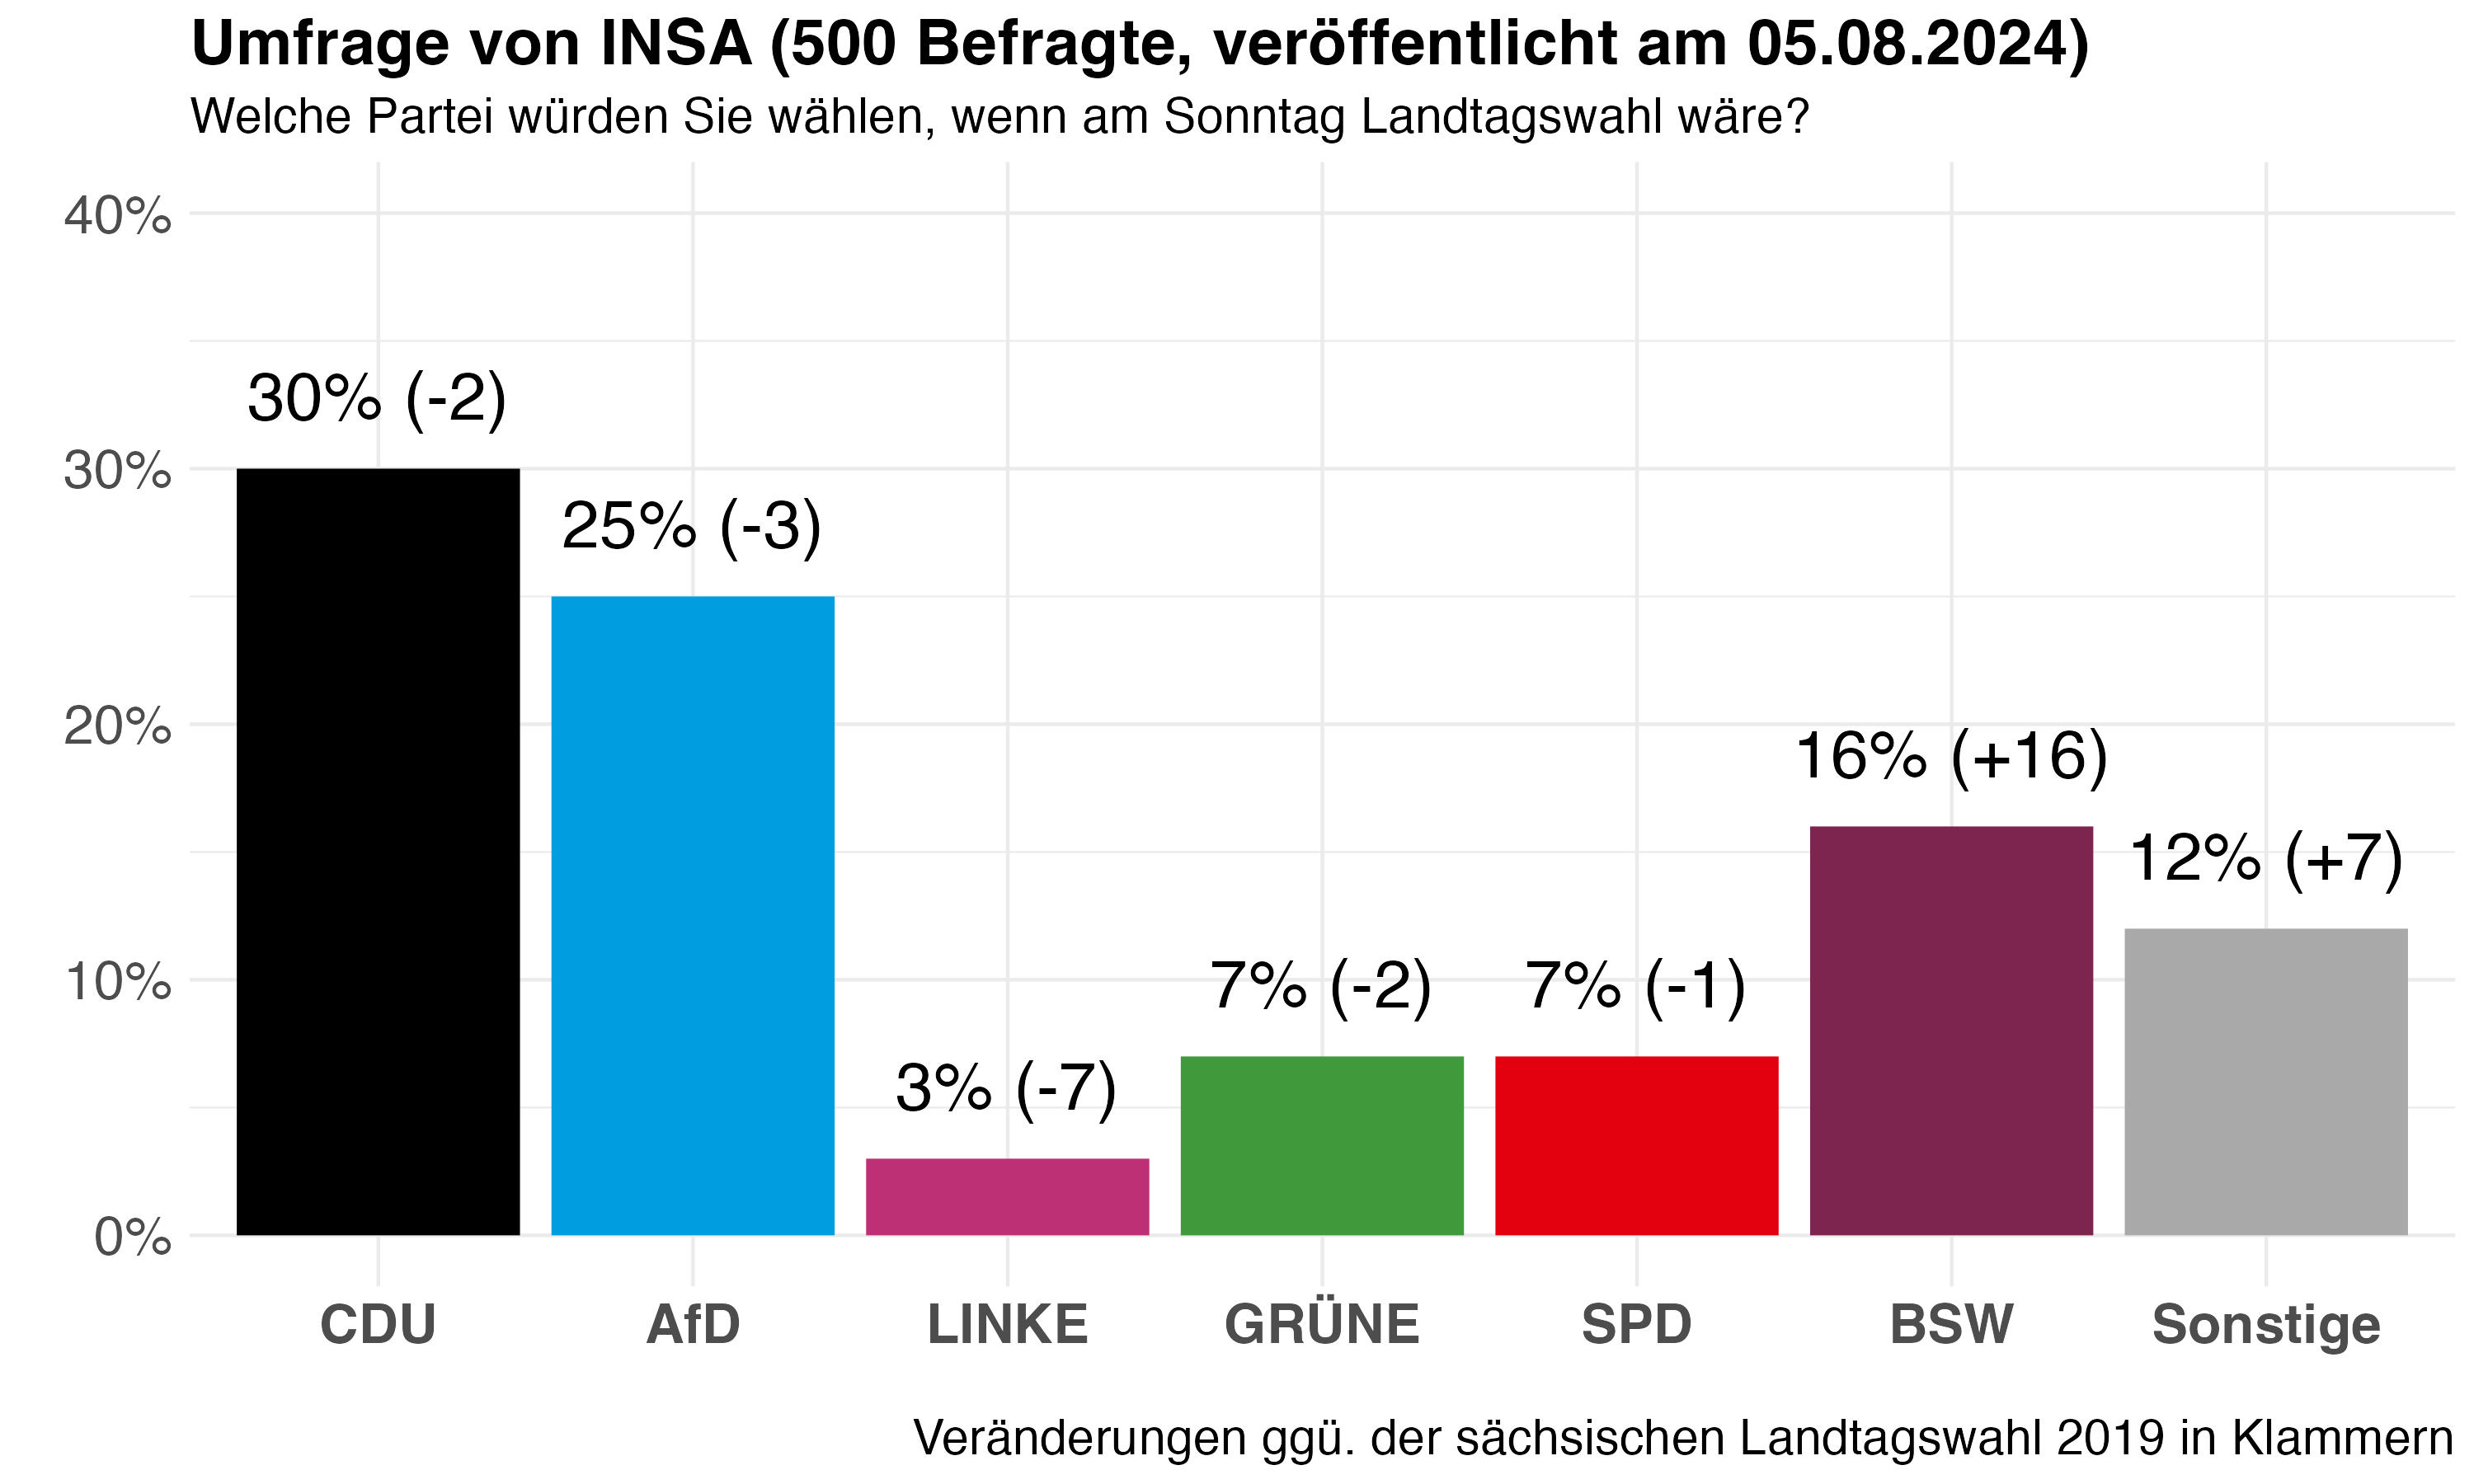 Umfrage von INSA (500 Befragte, veröffentlicht am 05.08.2024)
Welche Partei würden Sie wählen, wenn am Sonntag Landtagswahl wäre?
40%
30%
20%
10%
0%
30% (-2)
25% (-3)
3% (-7)
7% (-2)
7% (-1)
16% (+16)
12% (+7)
CDU
AfD
LINKE
GRÜNE
SPD
BSW
Sonstige
Veränderungen ggü. der sächsischen Landtagswahl 2019 in Klammern